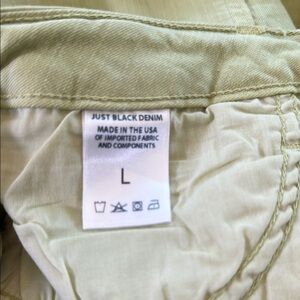 JUST BLACK DENIM
MADE IN THE USA
OF IMPORTED FABRIC
AND COMPONENTS
L